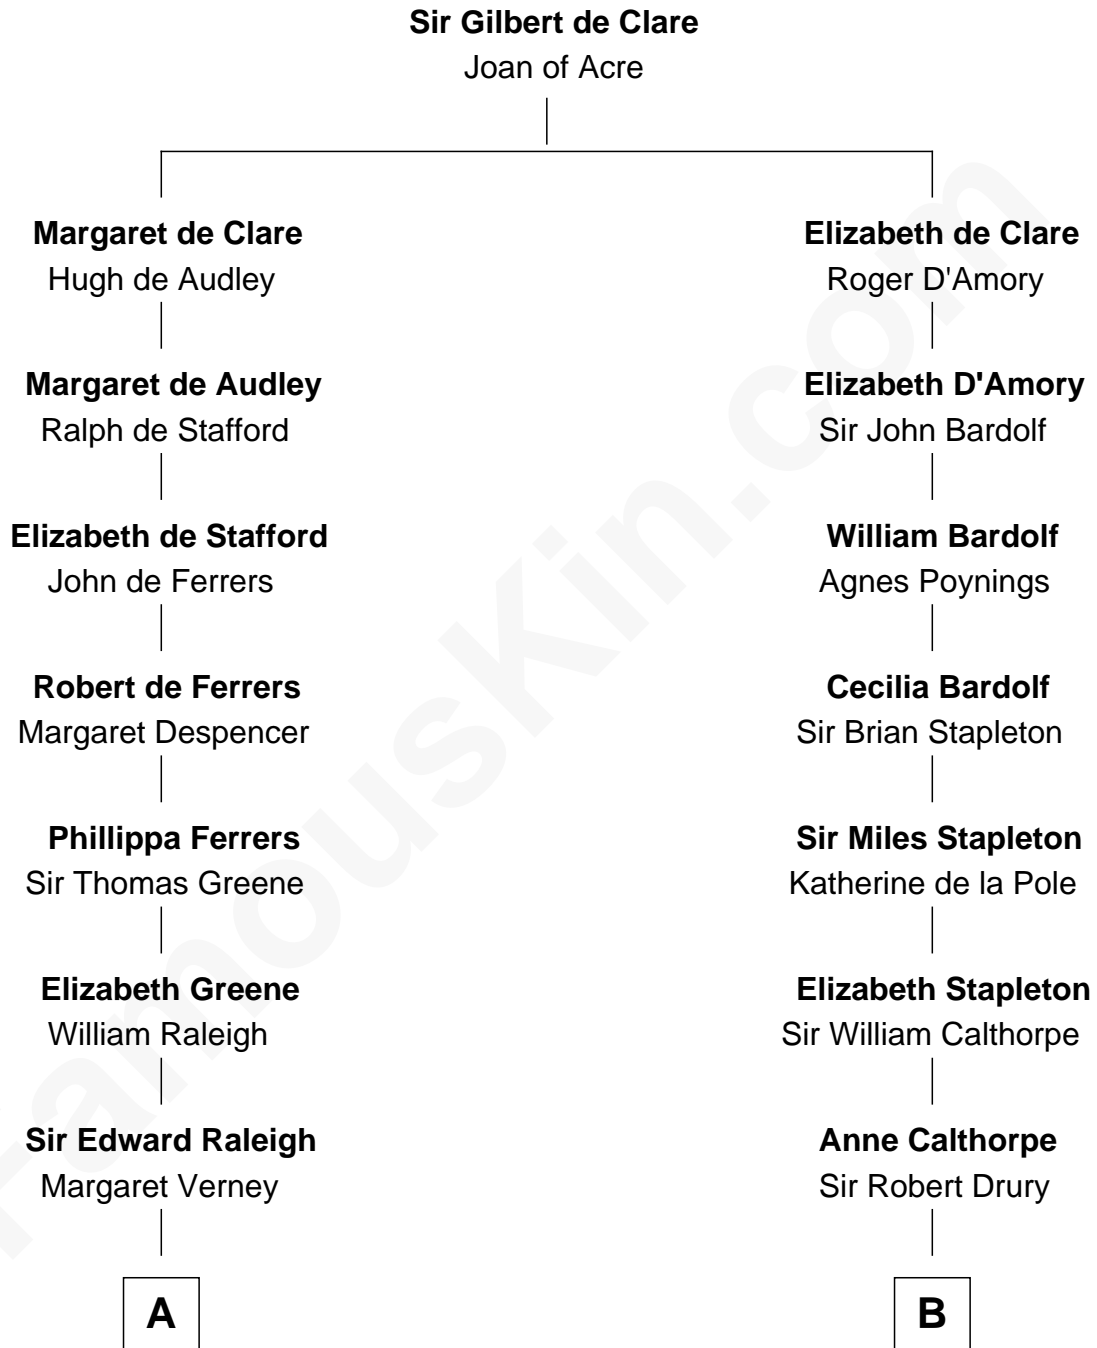 Sir Gilbert de Clare
Joan of Acre
Margaret de Clare
Hugh de Audley
Elizabeth de Clare
Roger D'Amory
Margaret de Audley
Ralph de Stafford
Elizabeth D'Amory
Sir John Bardolf
Elizabeth de Stafford
John de Ferrers
William Bardolf
Agnes Poynings
Robert de Ferrers
Margaret Despencer
Cecilia Bardolf
Sir Brian Stapleton
Phillippa Ferrers
Sir Thomas Greene
Sir Miles Stapleton
Katherine de la Pole
Elizabeth Greene
William Raleigh
Elizabeth Stapleton
Sir William Calthorpe
Sir Edward Raleigh
Margaret Verney
Anne Calthorpe
Sir Robert Drury
A
B
FamousKin.com